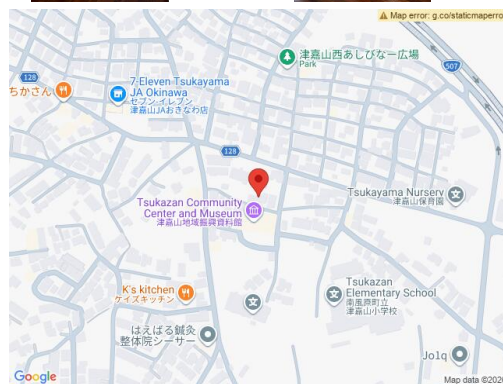 Map error: g.co/staticmaperro
津嘉山西あしびなー広場
Park
507
ちかさん
7-Eleven Tsukayama
JA Okinawa
セブン-イレブン
津嘉山JAおきなわ店
128
128
Tsukayama Nursery
津嘉山保育園
Tsukazan Community
Center and Museum
津嘉山地域振興資料館
K's kitchen
ケイズキッチン
Tsukazan
Elementary School
南風原町立
津嘉山小学校
はえばる鍼灸
整体院シーサー
Jo1q
Google
Map data ©2025